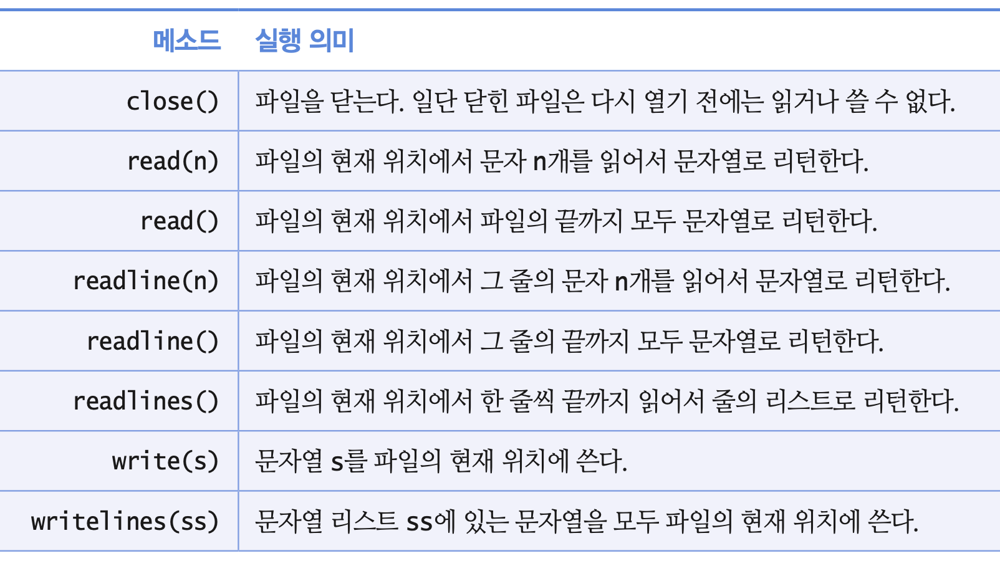 메소드 실행 의미
close() 파일을 닫는다. 일단 닫힌 파일은 다시 열기 전에는 읽거나 쓸 수 없다.
read(n) 파일의 현재 위치에서 문자 n개를 읽어서 문자열로 리턴한다.
read() 파일의 현재 위치에서 파일의 끝까지 모두 문자열로 리턴한다.
readline(n) 파일의 현재 위치에서 그 줄의 문자 n개를 읽어서 문자열로 리턴한다.
readline() 파일의 현재 위치에서 그 줄의 끝까지 모두 문자열로 리턴한다.
readlines() 파일의 현재 위치에서 한 줄씩 끝까지 읽어서 줄의 리스트로 리턴한다.
write(s) 문자열 s를 파일의 현재 위치에 쓴다.
writelines(ss) 문자열 리스트 ss에 있는 문자열을 모두 파일의 현재 위치에 쓴다.